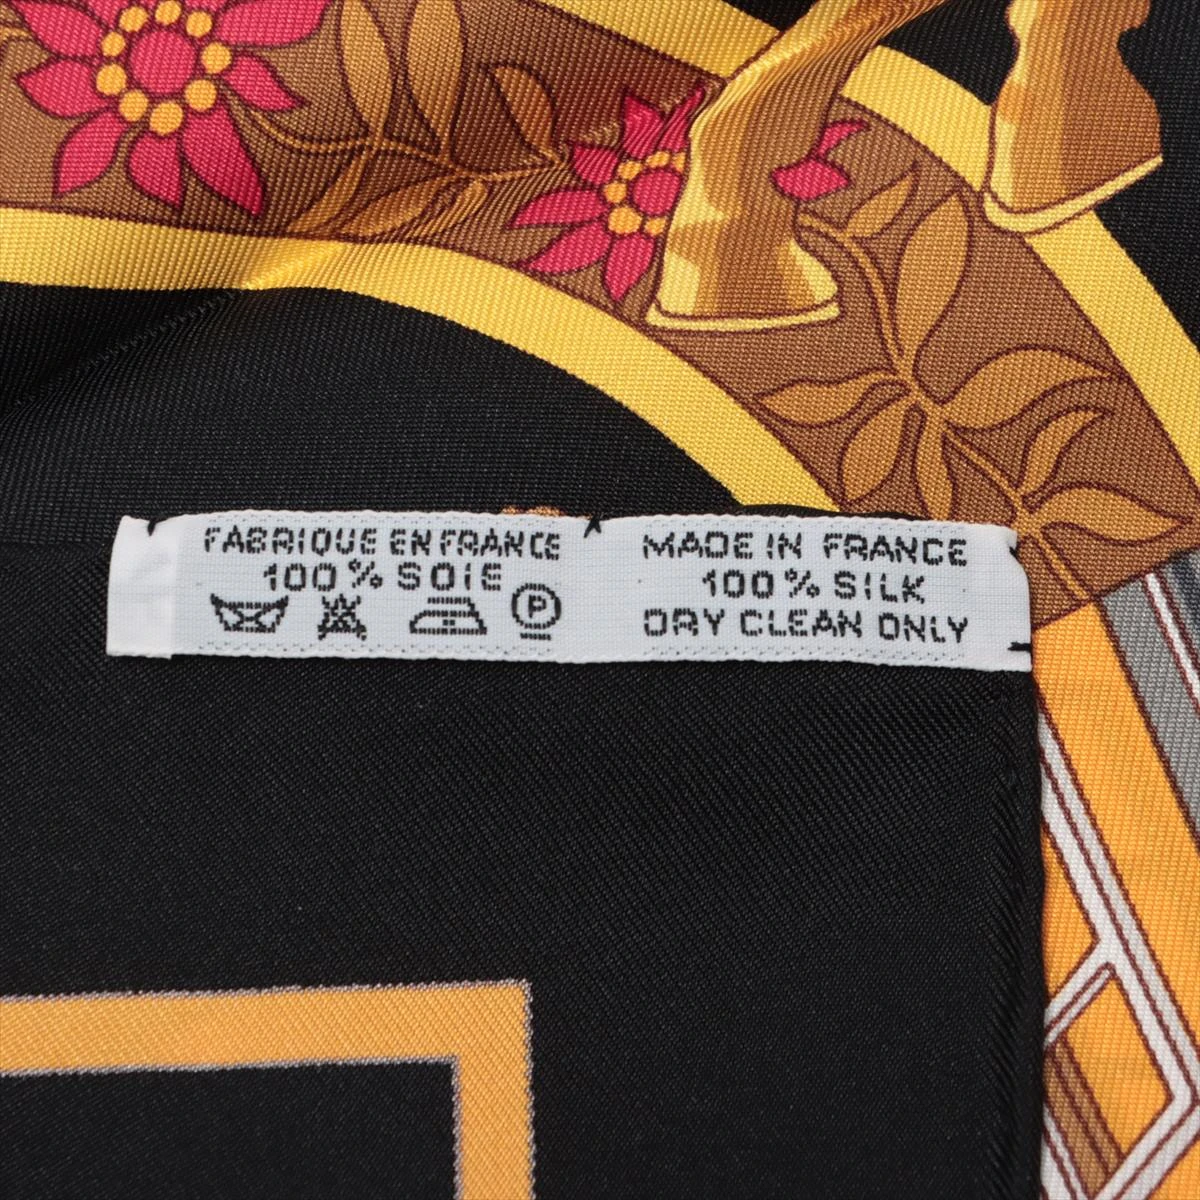 FABRIQUE EN FRANCE
100% SOIE
P
MADE IN FRANCE
100% SILK
DRY CLEAN ONLY